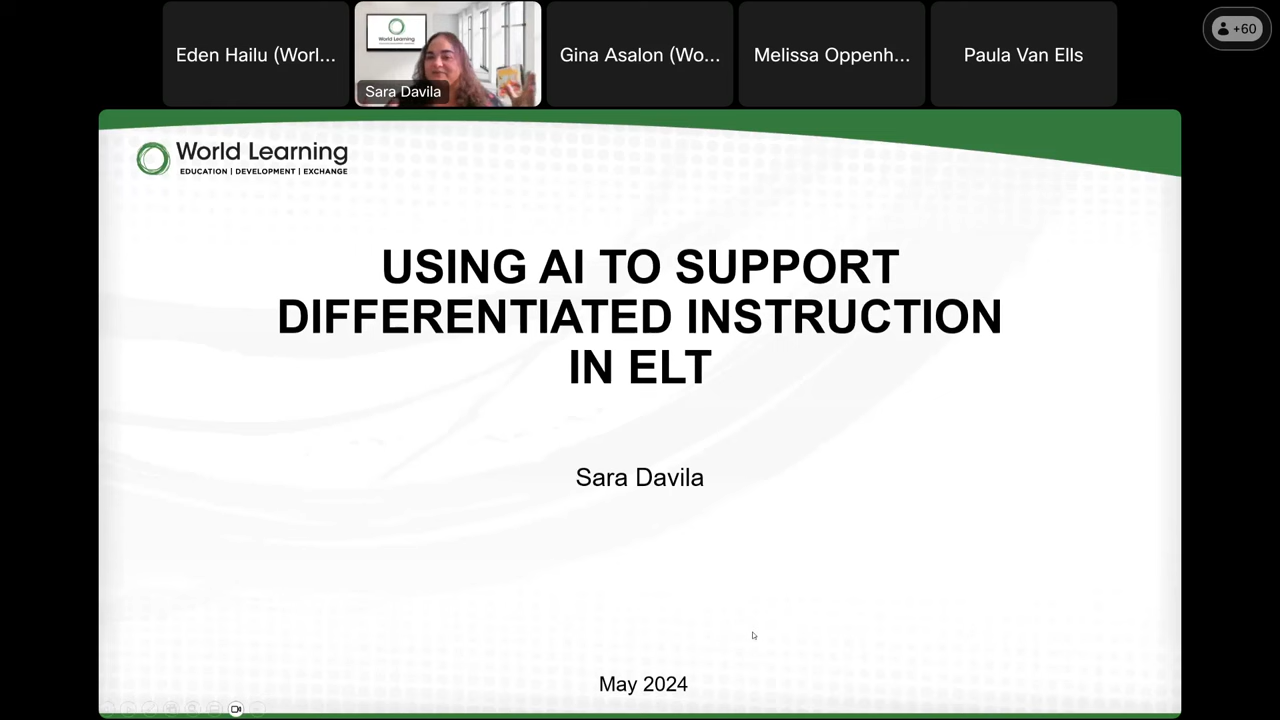 Eden Hailu (Worl...
Sara Davila
Gina Asalon (Wo...
Melissa Oppenh...
Paula Van Ells
+60
World Learning
EDUCATION | DEVELOPMENT | EXCHANGE
USING AI TO SUPPORT
DIFFERENTIATED INSTRUCTION
IN ELT
Sara Davila
May 2024